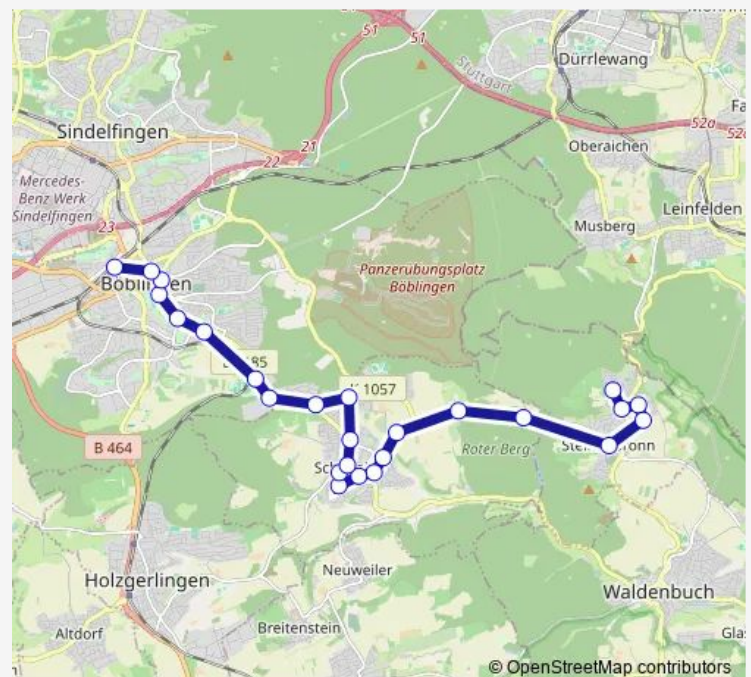 51
51
Stuttgart
Dürrlewang
Sindelfingen
52a
Oberaichen
21
22
Mercedes-
Benz Werk
Sindelfingen
Leinfelden
23
Musberg
Panzerübungsplatz
Böblingen
Böblingen
K 1057
B 464
Roter Berg
Holzgerlingen
Neuweiler
Waldenbuch
Altdorf
Breitenstein
© OpenStreetMap contributors